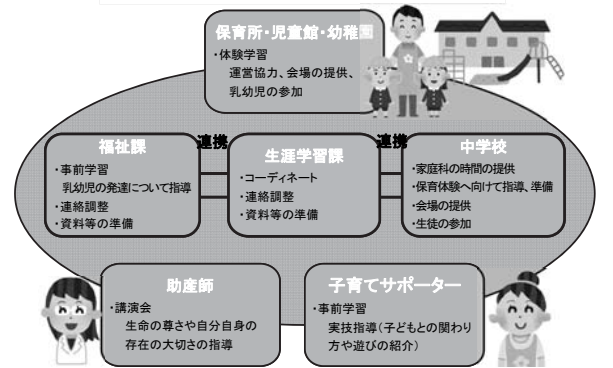 保育所・児童館・幼稚園
・体験学習
運営協力、会場の提供、
乳幼児の参加
福祉課
・事前学習
乳幼児の発達について指導
・連絡調整
・資料等の準備
連携
生涯学習課
・コーディネート
・連絡調整
・資料等の準備
連携
中学校
・家庭科の時間の提供
・保育体験へ向けて指導、準備
・会場の提供
・生徒の参加
助産師
・講演会
生命の尊さや自分自身の
存在の大切さの指導
子育てサポーター
・事前学習
実技指導(子どもとの関わり
方や遊びの紹介)